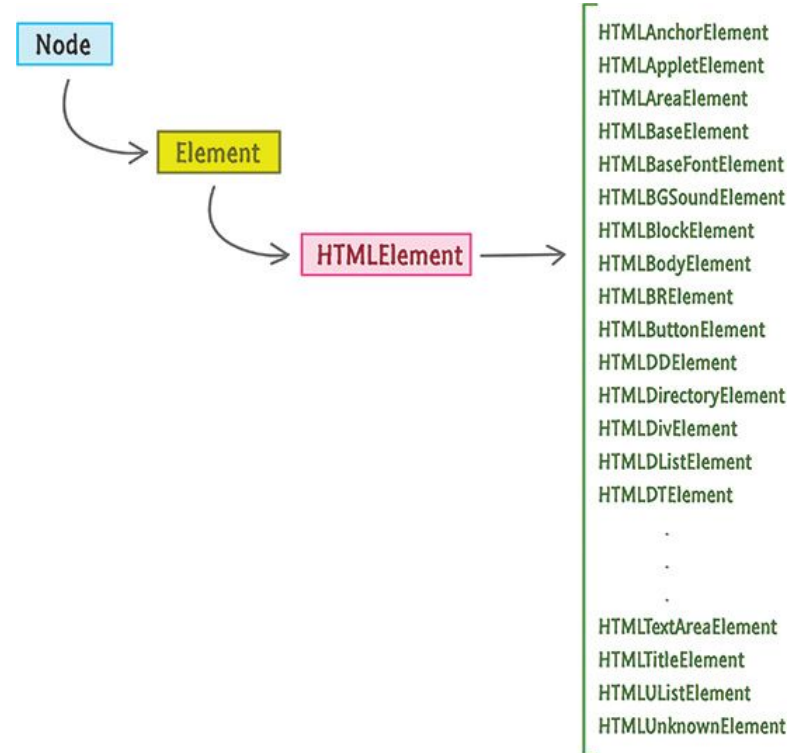 Node
Element
HTMLElement
HTMLAnchorElement
HTMLAppletElement
HTMLAreaElement
HTMLBaseElement
HTMLBaseFontElement
HTMLBGSoundElement
HTMLBlockElement
HTMLBodyElement
HTMLBRElement
HTMLButtonElement
HTMLDDElement
HTMLDirectoryElement
HTMLDivElement
HTMLDListElement
HTMLDTElement
.
.
.
HTMLTextAreaElement
HTMLTitleElement
HTMLUListElement
HTMLUnknownElement